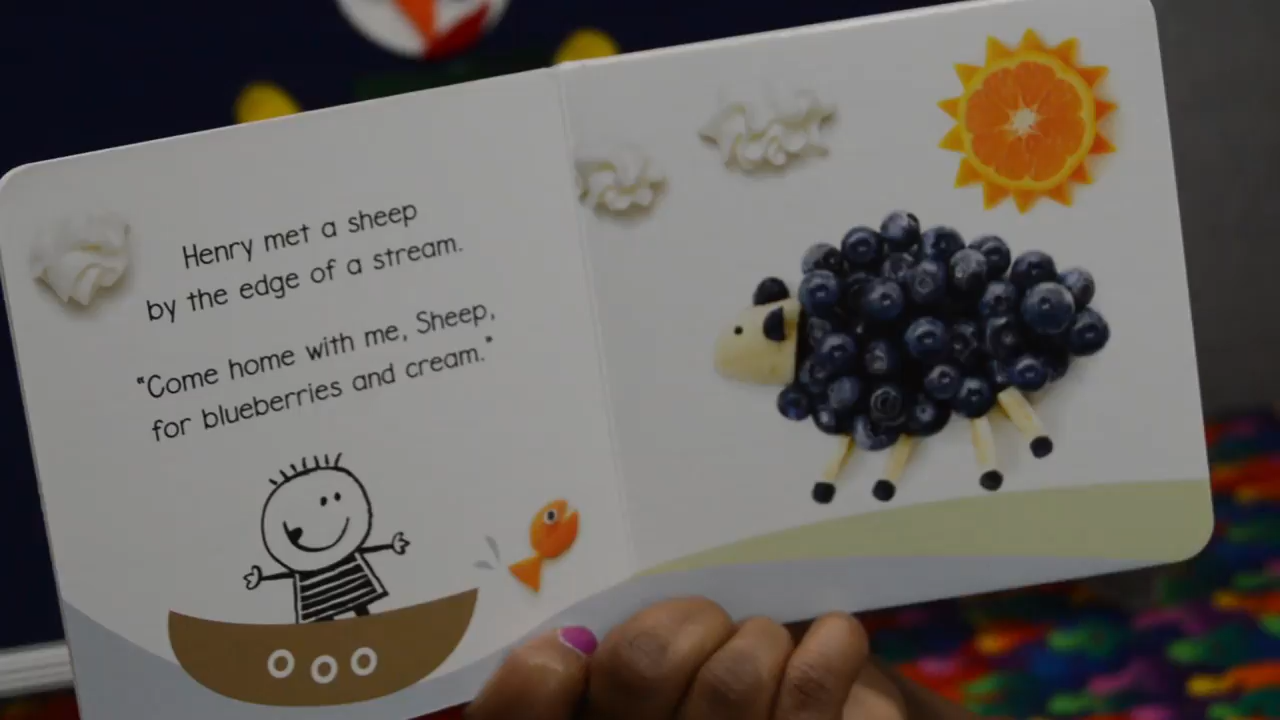 Henry met a sheep
by the edge of a stream.
"Come home with me, Sheep,
for blueberries and cream."